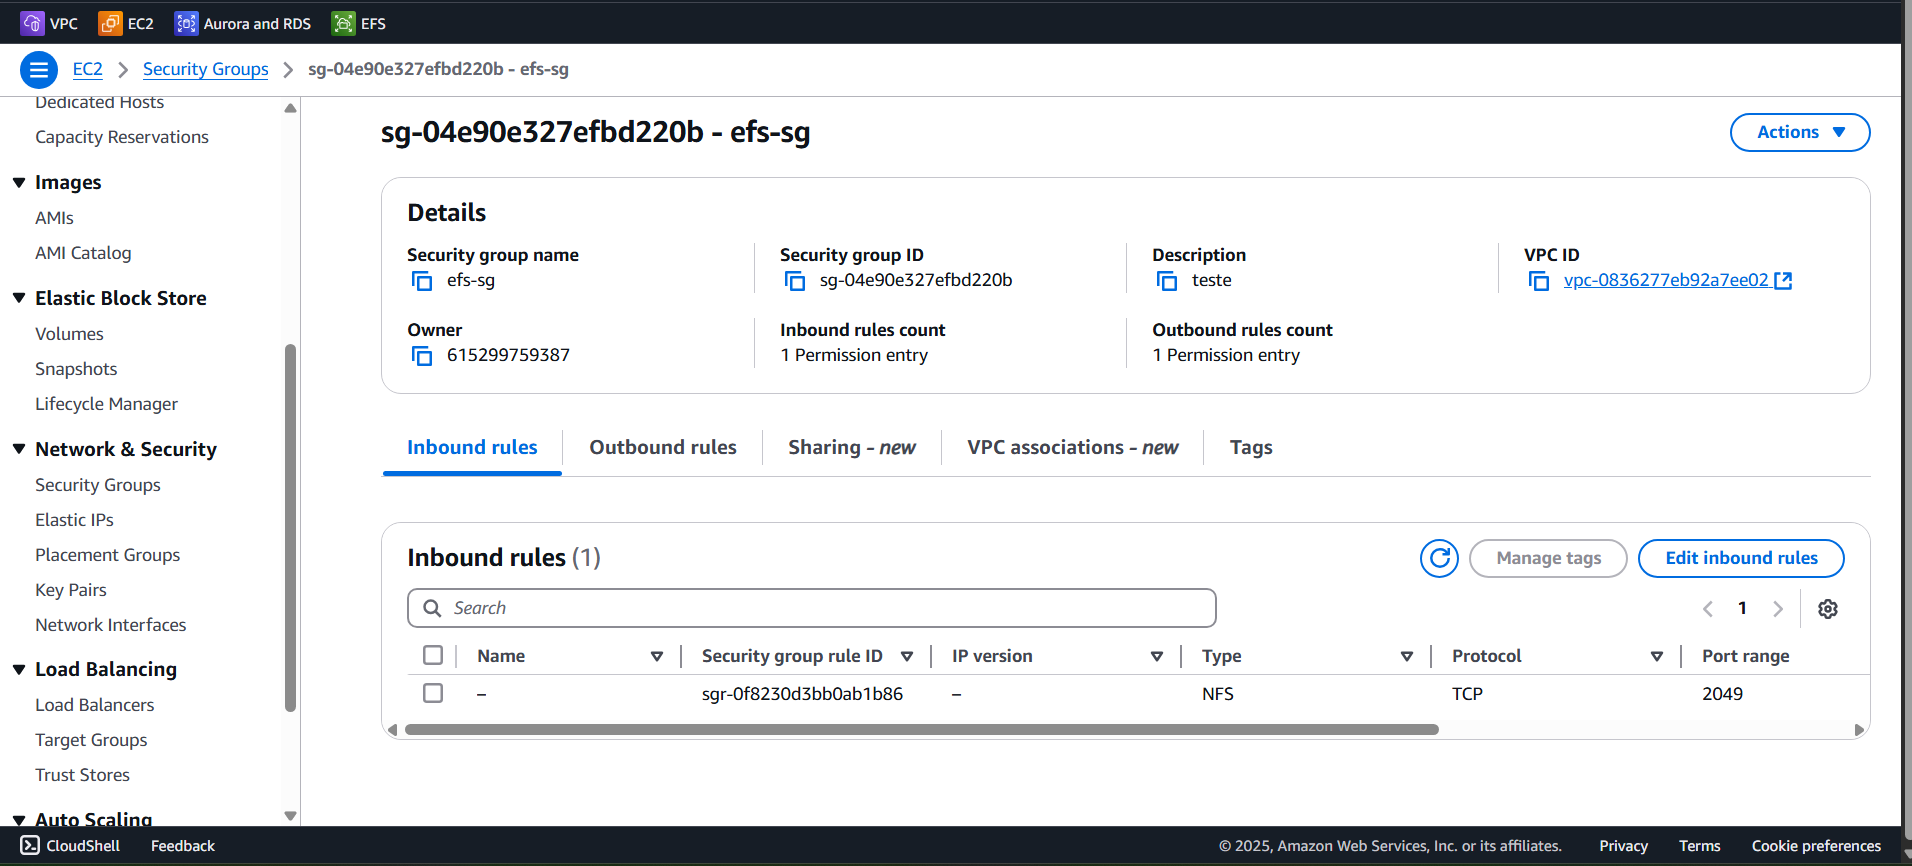 VPC EC2 Aurora and RDS EFS
EC2 Security Groups sg-04e90e327efbd220b - efs-sg
Dedicated Hosts
Capacity Reservations
Images
AMIs
AMI Catalog
Elastic Block Store
Volumes
Snapshots
Lifecycle Manager
Network & Security
Security Groups
Elastic IPs
Placement Groups
Key Pairs
Network Interfaces
Load Balancing
Load Balancers
Target Groups
Trust Stores
Auto Scaling
sg-04e90e327efbd220b - efs-sg
Actions
Details
Security group name
efs-sg
Security group ID
sg-04e90e327efbd220b
Description
teste
VPC ID
vpc-0836277eb92a7ee02
Owner
615299759387
Inbound rules count
1 Permission entry
Outbound rules count
1 Permission entry
Inbound rules Outbound rules Sharing - new VPC associations - new Tags
Inbound rules (1)
Manage tags Edit inbound rules
Search
1
Name Security group rule ID IP version Type Protocol Port range
– sgr-0f8230d3bb0ab1b86 – NFS TCP 2049
CloudShell Feedback © 2025, Amazon Web Services, Inc. or its affiliates. Privacy Terms Cookie preferences